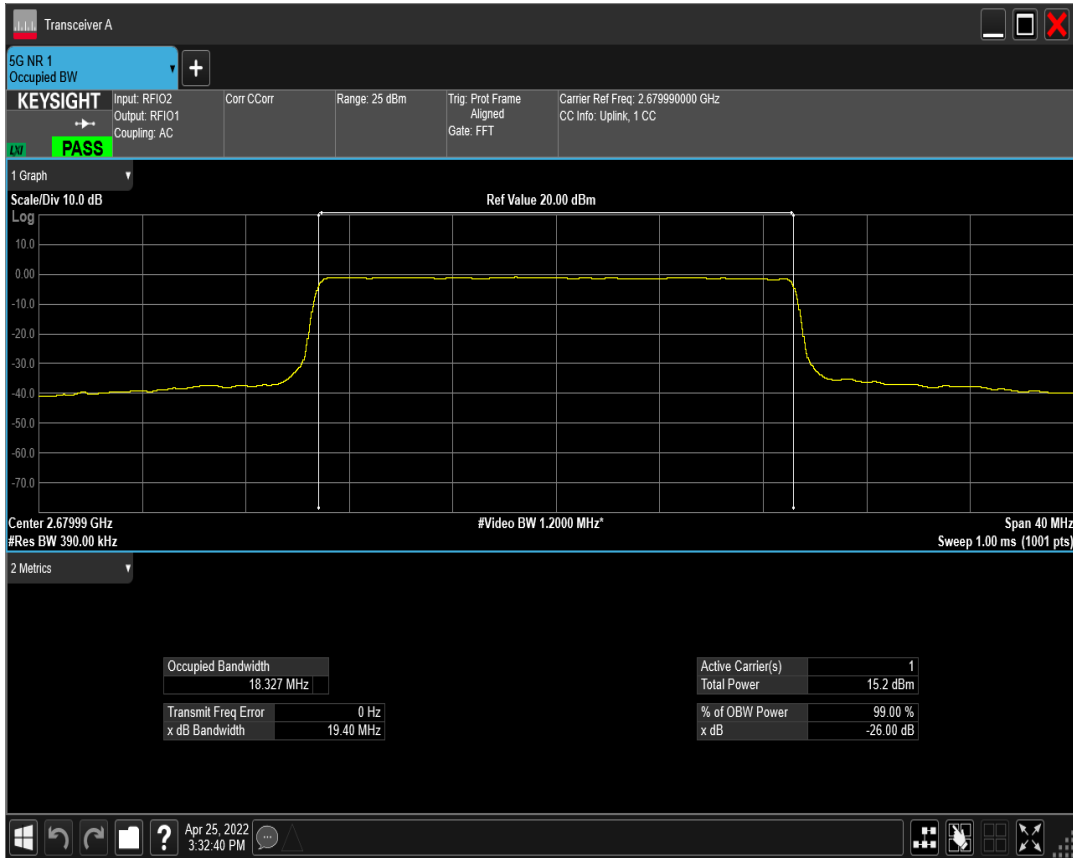 Transceiver A
5G NR 1
Occupied BW
+
KEYSIGHT
LXI
PASS
Input: RFIO2
Output: RFIO1
Coupling: AC
Corr CCorr
Range: 25 dBm
Trig: Prot Frame
Aligned
Gate: FFT
Carrier Ref Freq: 2.679990000 GHz
CC Info: Uplink, 1 CC
1 Graph
Scale/Div 10.0 dB
Ref Value 20.00 dBm
Log
10.0
0.00
-10.0
-20.0
-30.0
-40.0
-50.0
-60.0
-70.0
Center 2.67999 GHz
#Video BW 1.2000 MHz*
Span 40 MHz
#Res BW 390.00 kHz
Sweep 1.00 ms (1001 pts)
2 Metrics
Occupied Bandwidth
18.327 MHz
Transmit Freq Error 0 Hz
x dB Bandwidth 19.40 MHz
Active Carrier(s) 1
Total Power 15.2 dBm
% of OBW Power 99.00 %
x dB -26.00 dB
?
Apr 25, 2022
3:32:40 PM